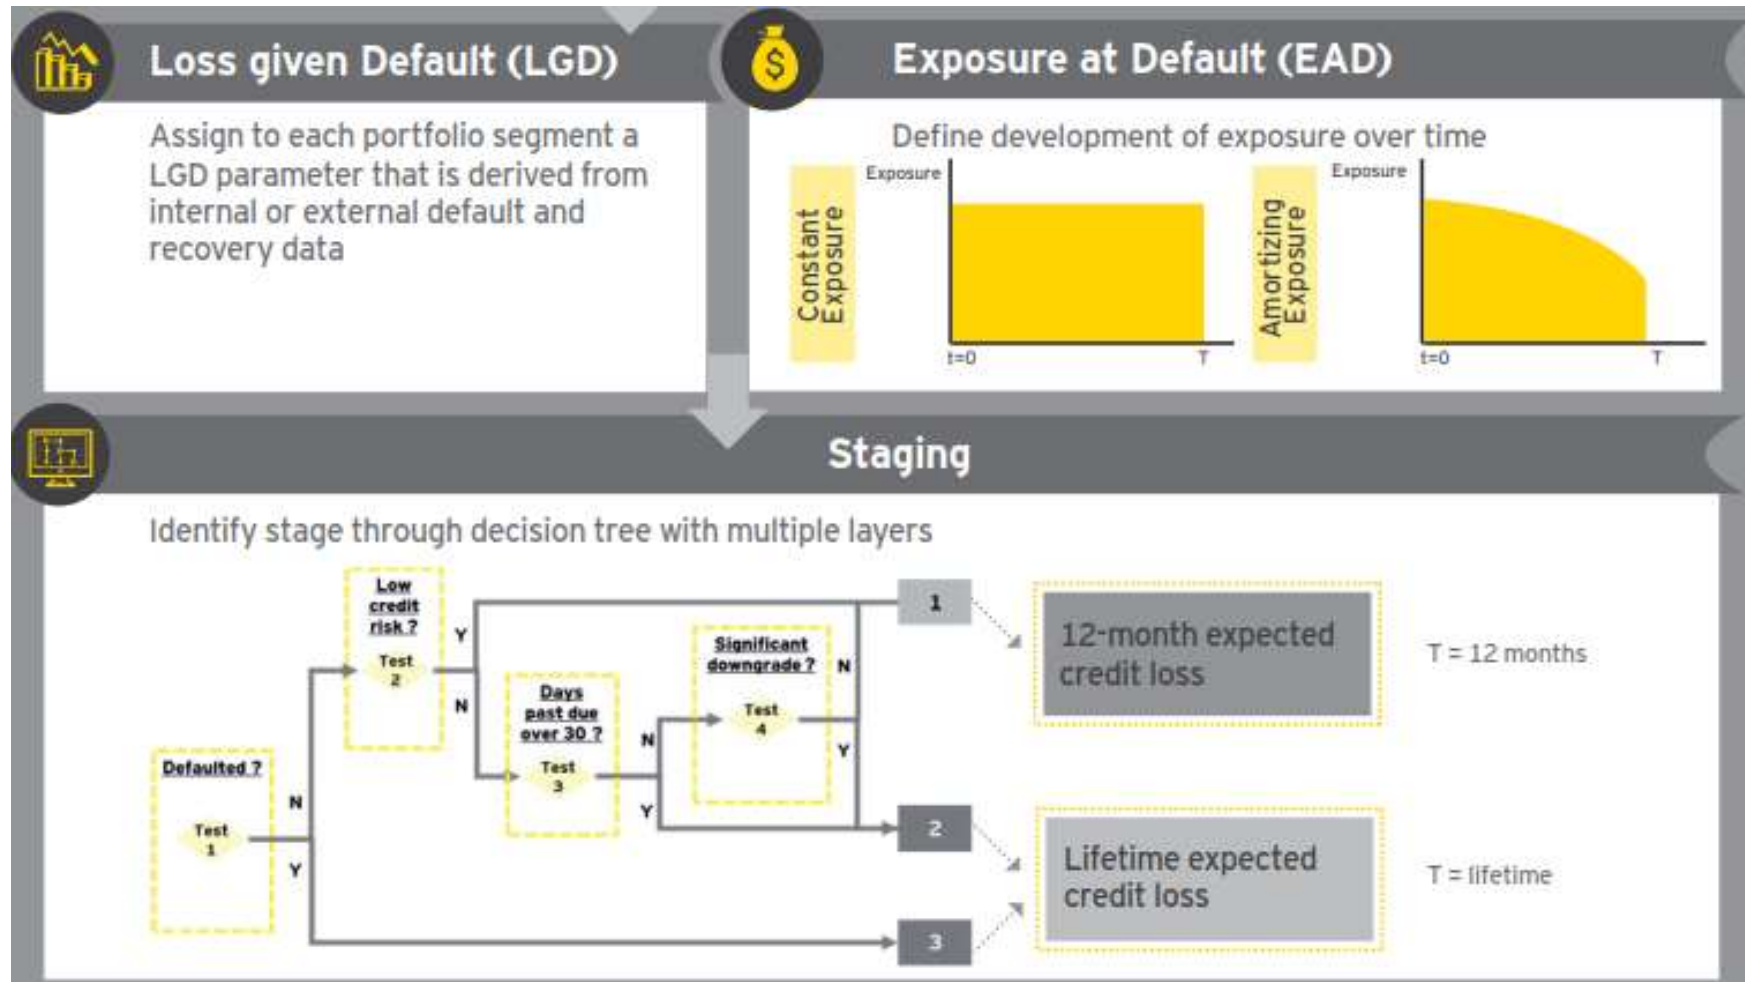 Loss given Default (LGD)
Assign to each portfolio segment a
LGD parameter that is derived from
internal or external default and
recovery data
$
Exposure at Default (EAD)
Define development of exposure over time
Constant
Exposure
Exposure
t=0
T
Amortizing
Exposure
Exposure
t=0
T
Staging
Identify stage through decision tree with multiple layers
Defaulted ?
Test
1
N
Y
Low
credit
risk ?
Test
2
Y
N
Days
past due
over 30 ?
Test
3
N
Y
Significant
downgrade ?
Test
4
N
Y
1
2
3
12-month expected
credit loss
T = 12 months
Lifetime expected
credit loss
T = lifetime